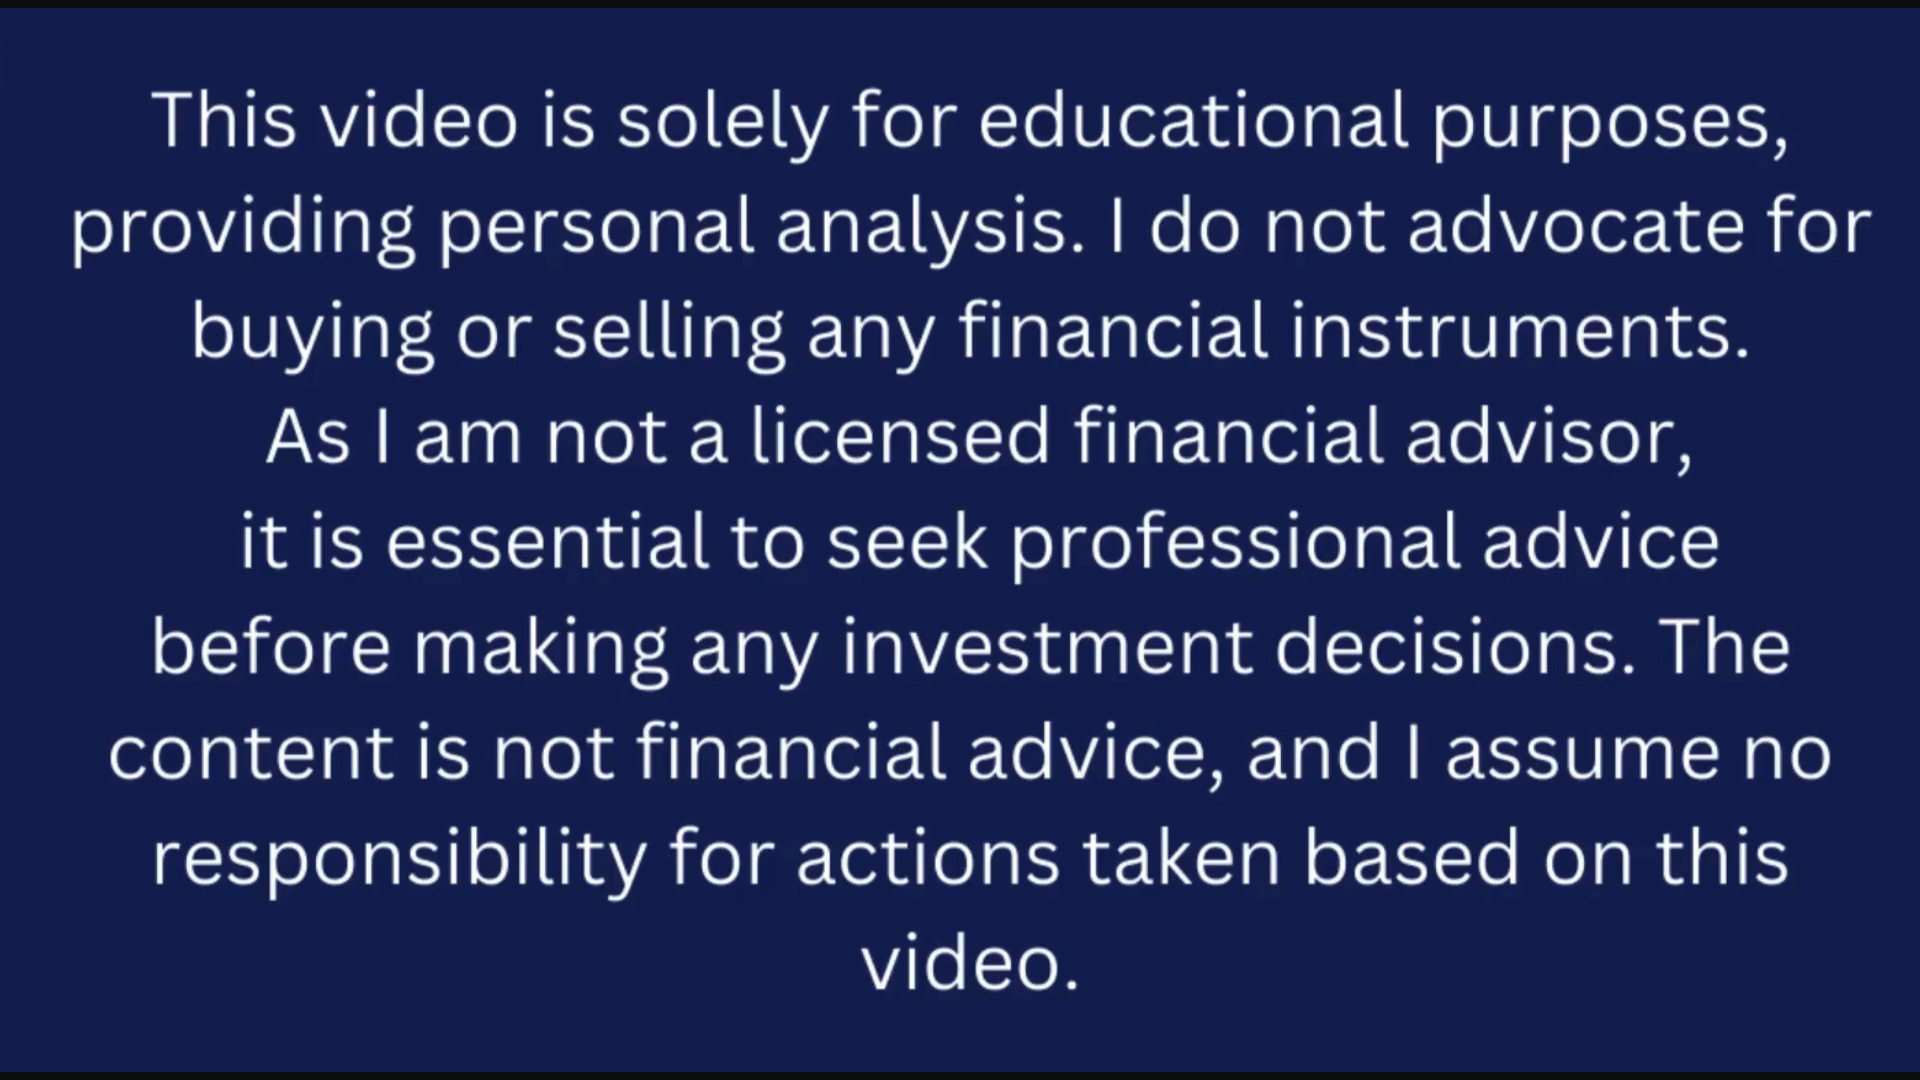 This video is solely for educational purposes,
providing personal analysis. I do not advocate for
buying or selling any financial instruments.
As I am not a licensed financial advisor,
it is essential to seek professional advice
before making any investment decisions. The
content is not financial advice, and I assume no
responsibility for actions taken based on this
video.